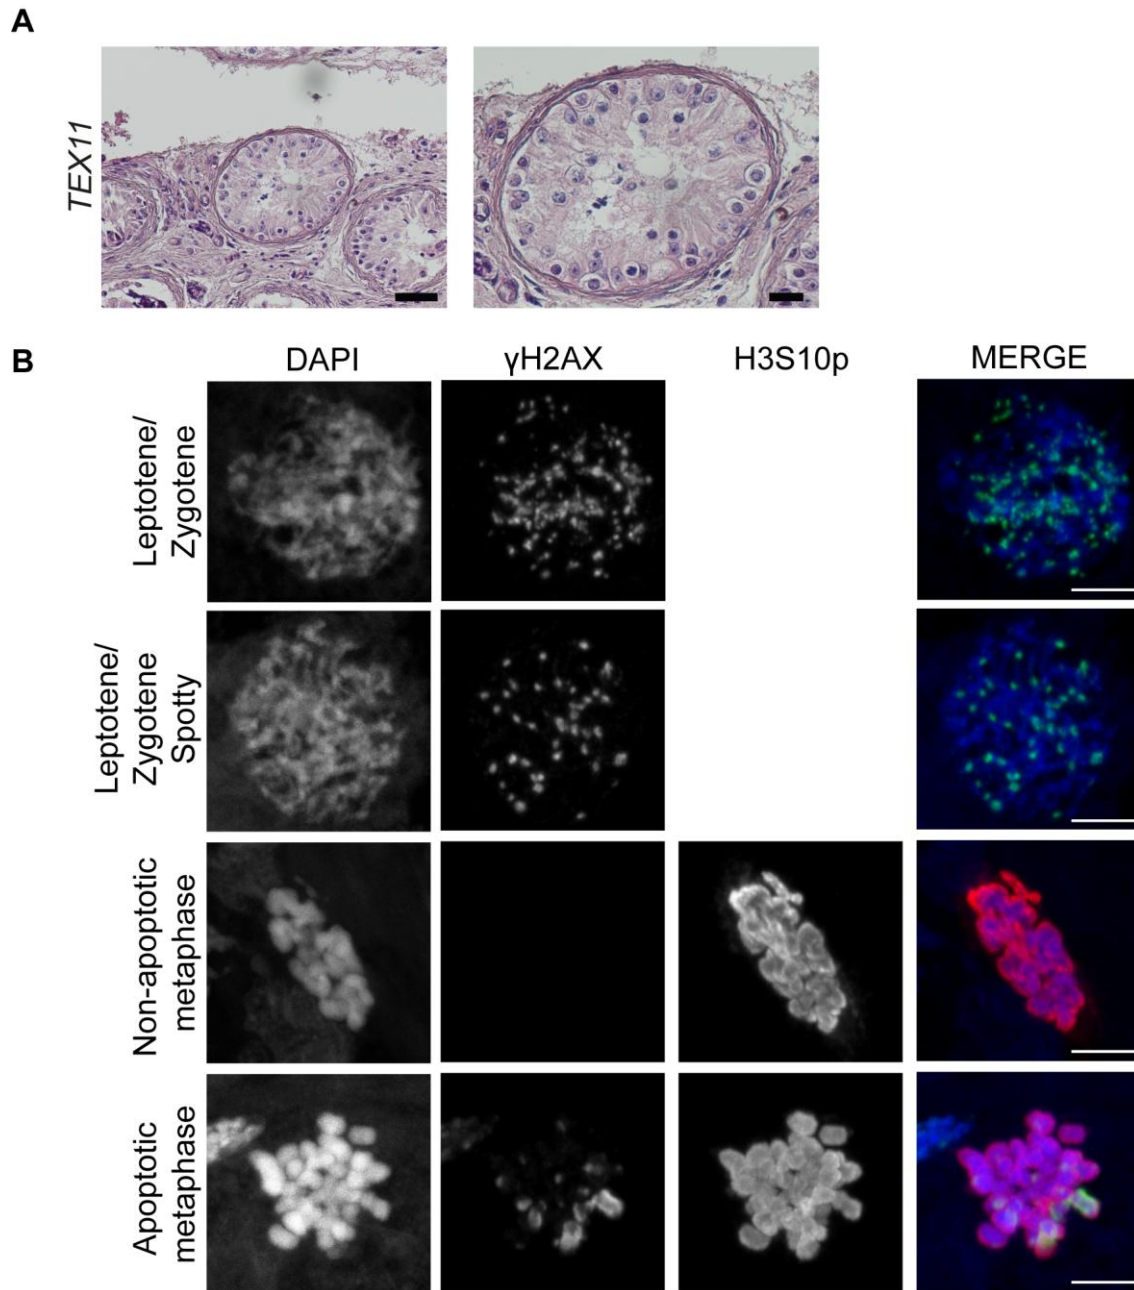 A
TEX11
B
DAPI
γH2AX
H3S10p
MERGE
Leptotene/
Zygotene
Leptotene/
Zygotene
Spotty
Non-apoptotic
metaphase
Apoptotic
metaphase